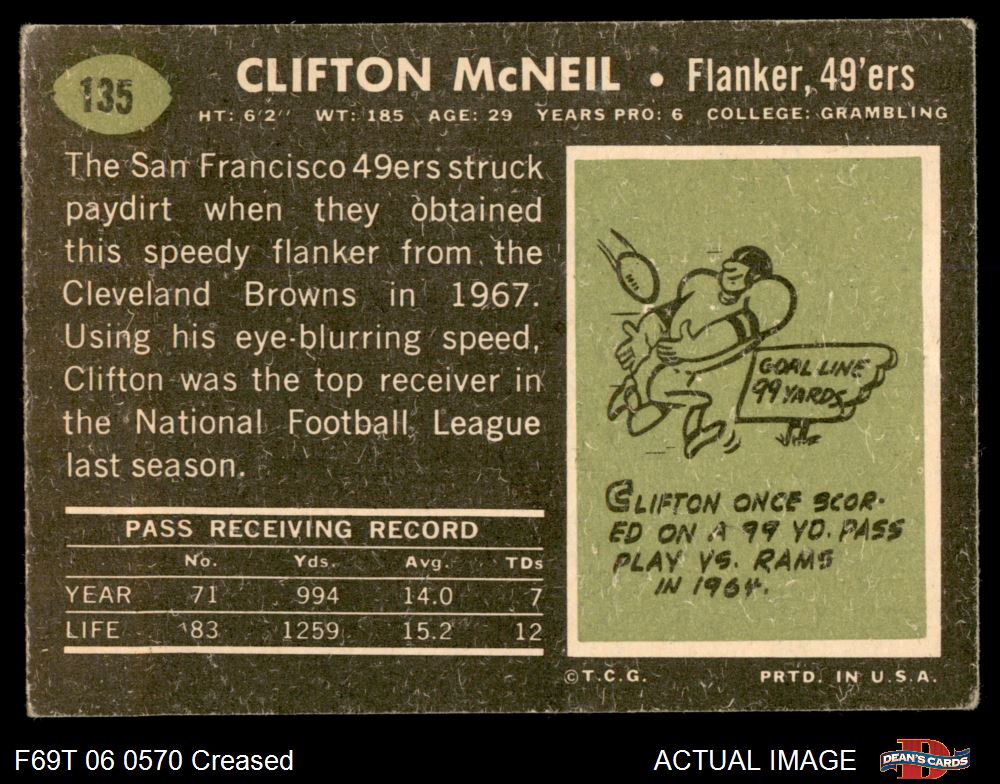 135
CLIFTON McNEIL • Flanker, 49'ers
HT: 6'2" WT: 185 AGE: 29 YEARS PRO: 6 COLLEGE: GRAMBLING
The San Francisco 49ers struck
paydirt when they obtained
this speedy flanker from the
Cleveland Browns in 1967.
Using his eye-blurring speed,
Clifton was the top receiver in
the National Football League
last season.
PASS RECEIVING RECORD
No. Yds. Avg. TDs
YEAR 71 994 14.0 7
LIFE 83 1259 15.2 12
GOAL LINE
99 YARDS
CLIFTON ONCE SCOR-
ED ON A 99 YD. PASS
PLAY VS. RAMS
IN 1964.
©T.C.G. PRTD. IN U.S.A.
F69T 06 0570 Creased ACTUAL IMAGE
DEAN'S CARDS